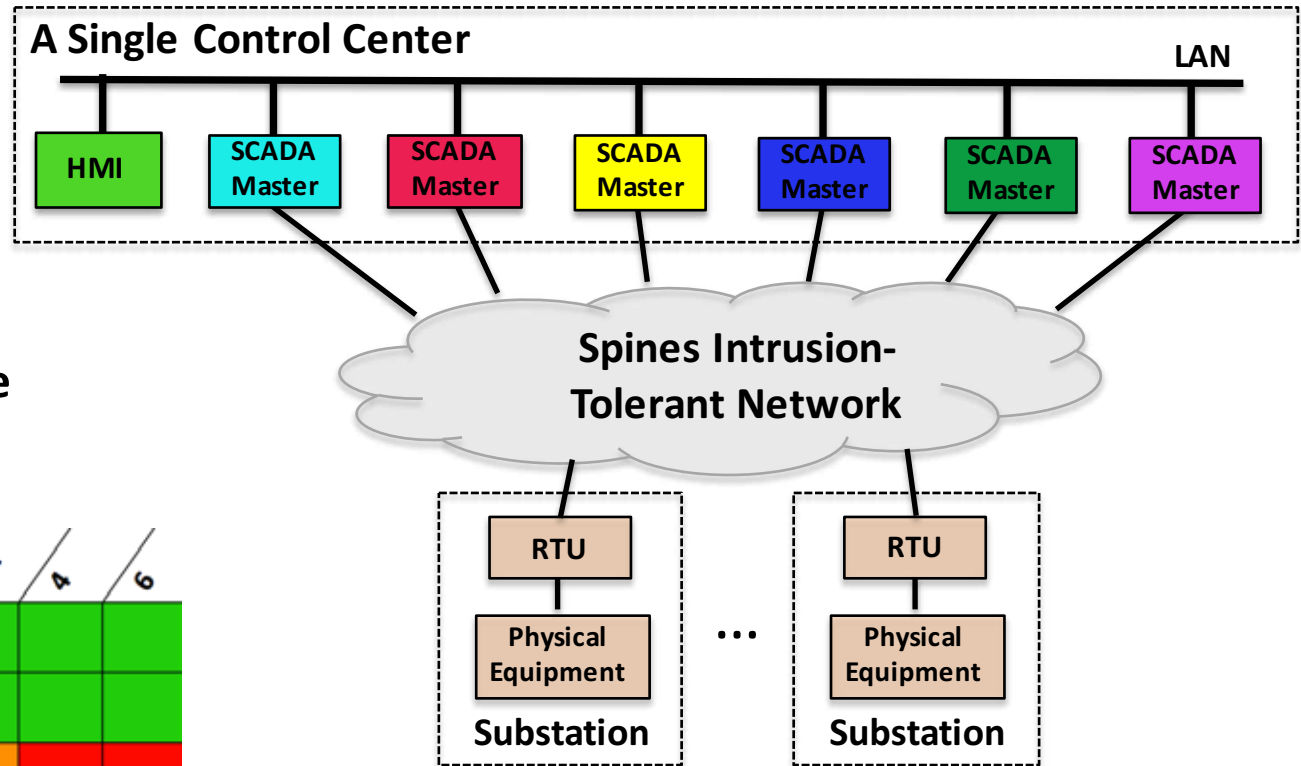 A Single Control Center
LAN
HMI
SCADA
Master
SCADA
Master
SCADA
Master
SCADA
Master
SCADA
Master
SCADA
Master
Spines Intrusion-
Tolerant Network
e
4
6
RTU
RTU
Physical
Equipment
...
Physical
Equipment
Substation
Substation